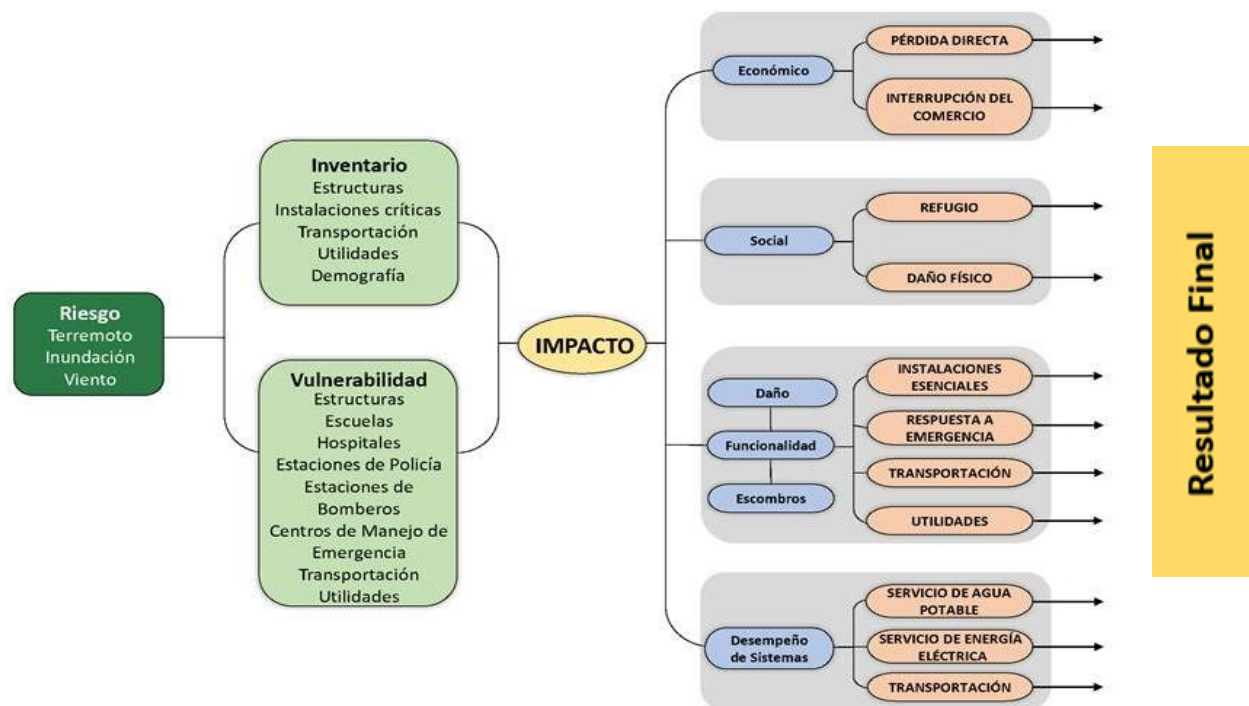 Riesgo
Terremoto
Inundación
Viento
Inventario
Estructuras
Instalaciones críticas
Transportación
Utilidades
Demografía
Vulnerabilidad
Estructuras
Escuelas
Hospitales
Estaciones de Policía
Estaciones de
Bomberos
Centros de Manejo de
Emergencia
Transportación
Utilidades
IMPACTO
Económico
PÉRDIDA DIRECTA
INTERRUPCIÓN DEL
COMERCIO
Social
REFUGIO
DAÑO FÍSICO
Daño
Funcionalidad
Escombros
INSTALACIONES
ESENCIALES
RESPUESTA A
EMERGENCIA
TRANSPORTACIÓN
UTILIDADES
Desempeño
de Sistemas
SERVICIO DE AGUA
POTABLE
SERVICIO DE ENERGÍA
ELÉCTRICA
TRANSPORTACIÓN
Resultado Final